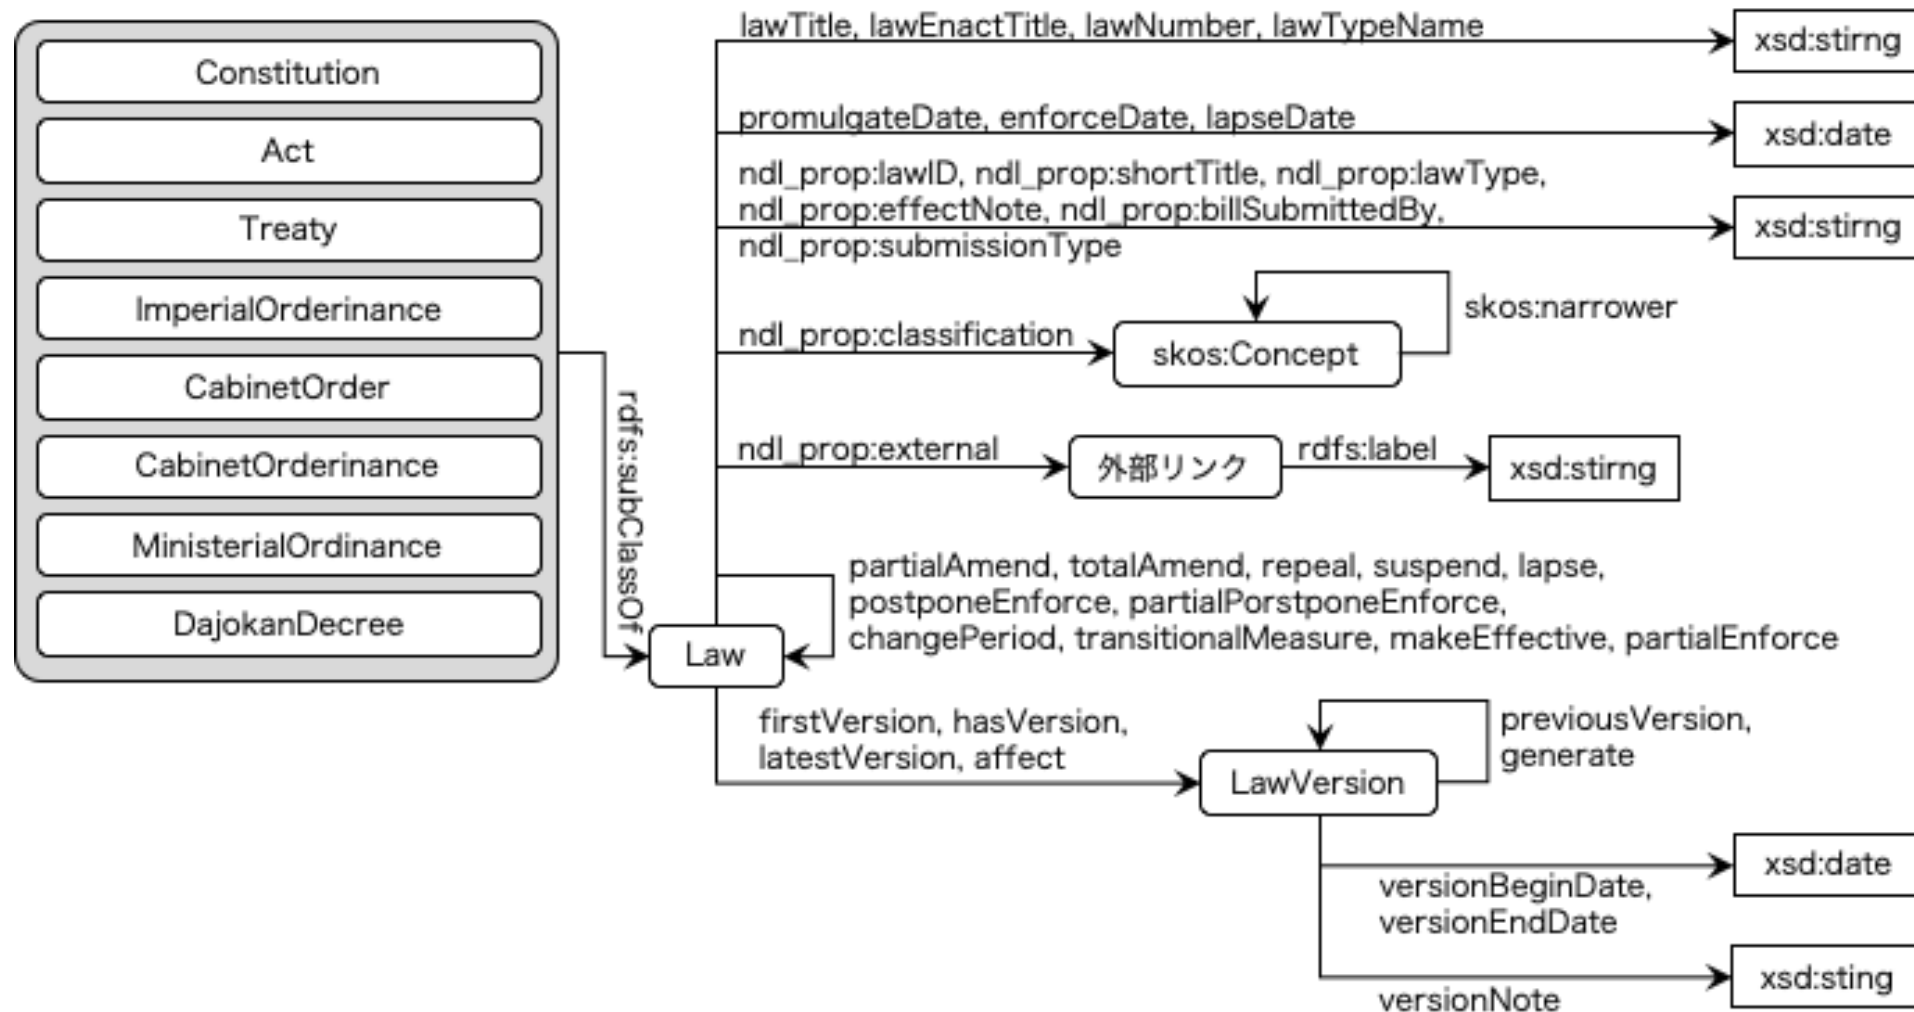 Constitution
Act
Treaty
ImperialOrderinance
CabinetOrder
CabinetOrderinance
MinisterialOrdinance
DajokanDecree
rdfs:subClassOf
Law
lawTitle, lawEnactTitle, lawNumber, lawTypeName
xsd:stirng
promulgateDate, enforceDate, lapseDate
xsd:date
ndl_prop:lawID, ndl_prop:shortTitle, ndl_prop:lawType,
ndl_prop:effectNote, ndl_prop:billSubmittedBy,
ndl_prop:submissionType
xsd:stirng
ndl_prop:classification
skos:Concept
skos:narrower
ndl_prop:external
外部リンク
rdfs:label
xsd:stirng
partialAmend, totalAmend, repeal, suspend, lapse,
postponeEnforce, partialPorstponeEnforce,
changePeriod, transitionalMeasure, makeEffective, partialEnforce
firstVersion, hasVersion,
latestVersion, affect
LawVersion
previousVersion,
generate
versionBeginDate,
versionEndDate
xsd:date
versionNote
xsd:sting